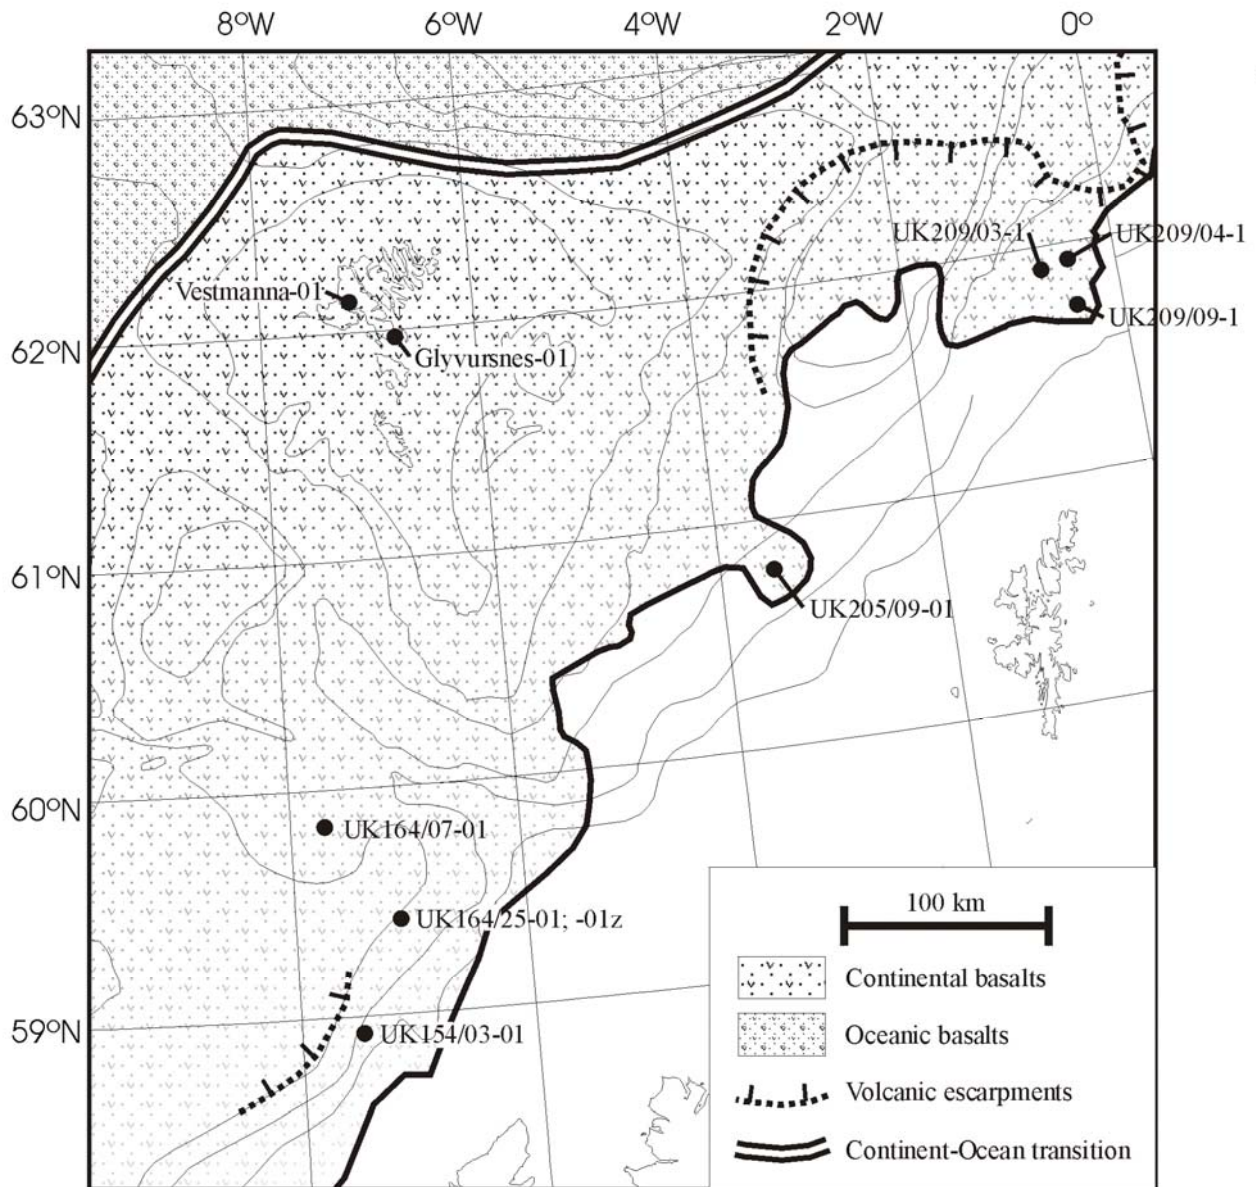 8°W 6°W 4°W 2°W 0°
63°N
UK209/03-1 UK209/04-1
Vestmanna-01
UK209/09-1
62°N
Glyvursnes-01
61°N
UK205/09-01
60°N
UK164/07-01
100 km
UK164/25-01; -01z
Continental basalts
59°N
UK154/03-01
Oceanic basalts
Volcanic escarpments
Continent-Ocean transition